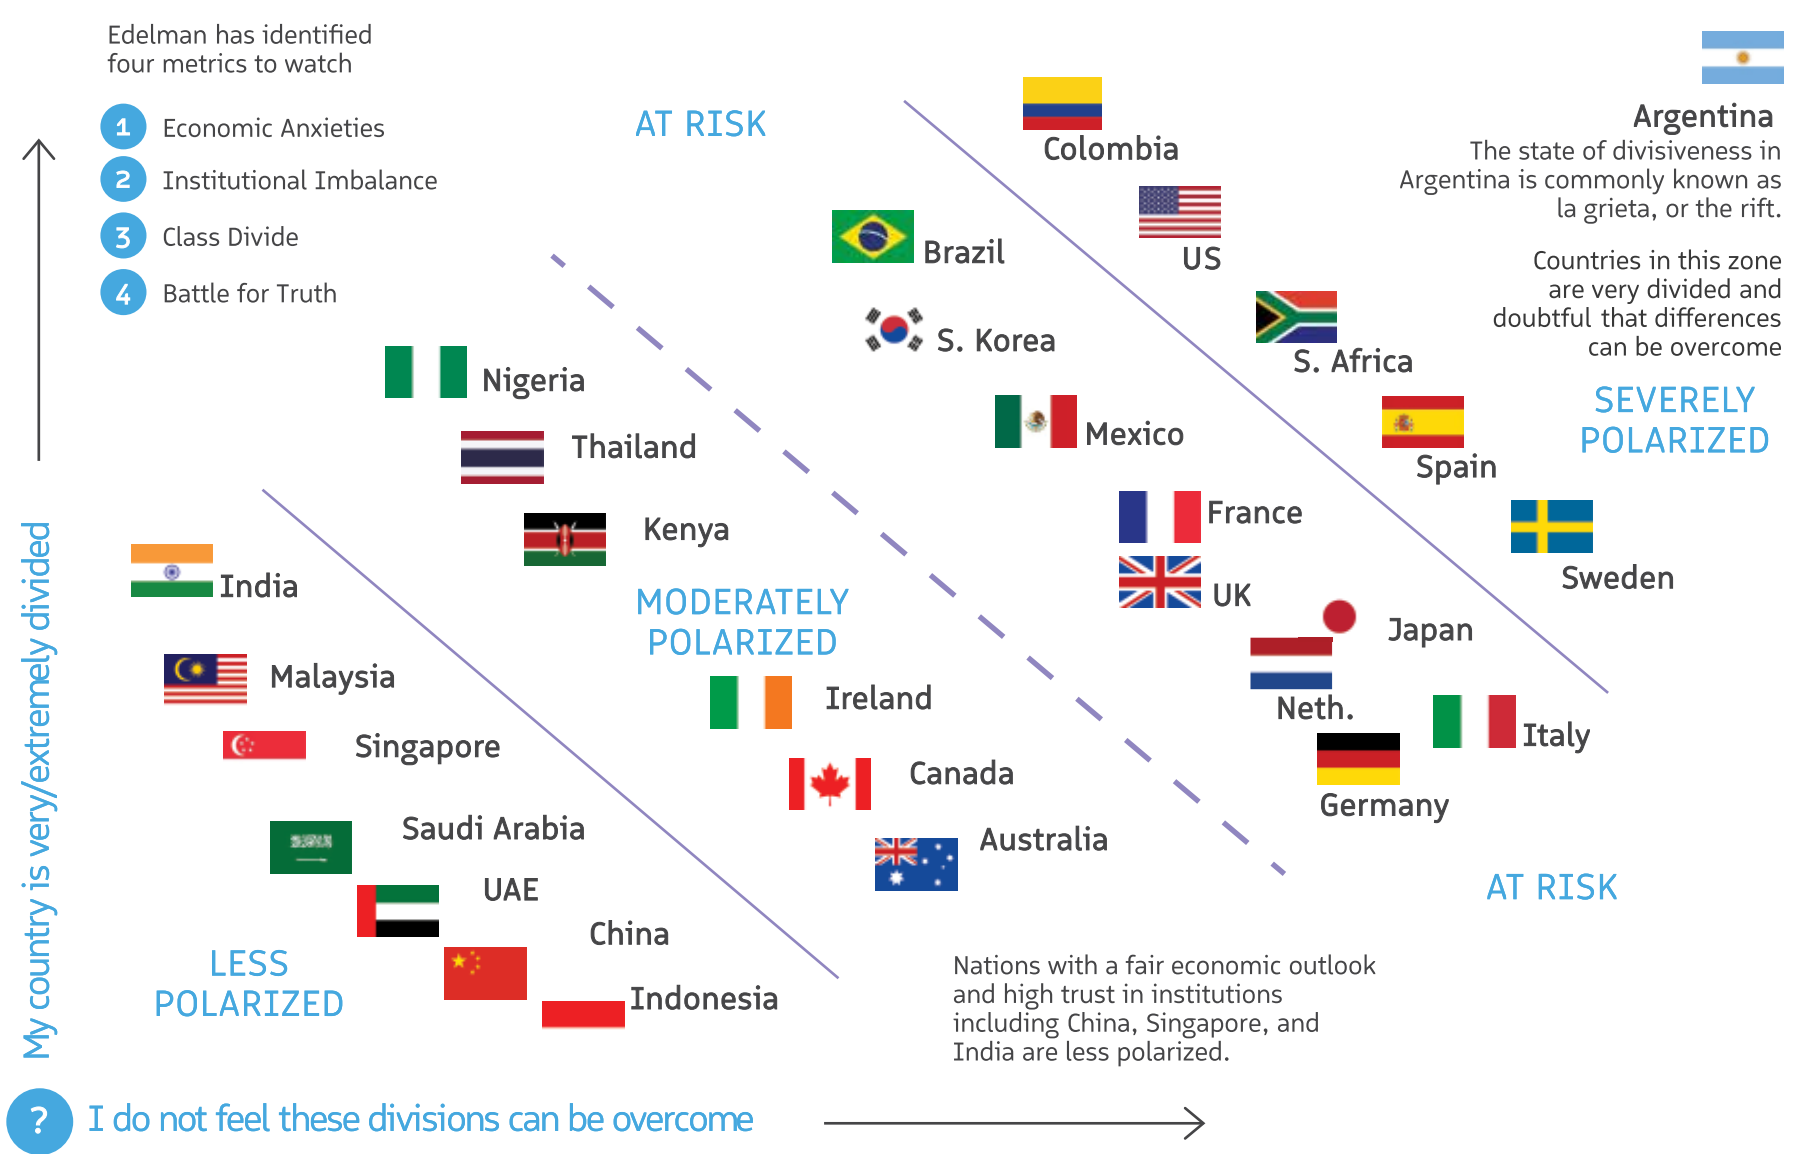 Edelman has identified
four metrics to watch
1 Economic Anxieties
2 Institutional Imbalance
3 Class Divide
4 Battle for Truth
AT RISK
Colombia
Argentina
The state of divisiveness in
Argentina is commonly known as
la grieta, or the rift.
US
Brazil
Countries in this zone
are very divided and
doubtful that differences
can be overcome
S. Korea
S. Africa
Nigeria
SEVERELY
POLARIZED
Mexico
Thailand
Spain
France
Kenya
Sweden
India
UK
MODERATELY
POLARIZED
Japan
Malaysia
Ireland
Neth.
Italy
Singapore
Canada
Germany
Saudi Arabia
Australia
UAE
AT RISK
China
LESS
POLARIZED
Indonesia
Nations with a fair economic outlook
and high trust in institutions
including China, Singapore, and
India are less polarized.
My country is very/extremely divided
? I do not feel these divisions can be overcome